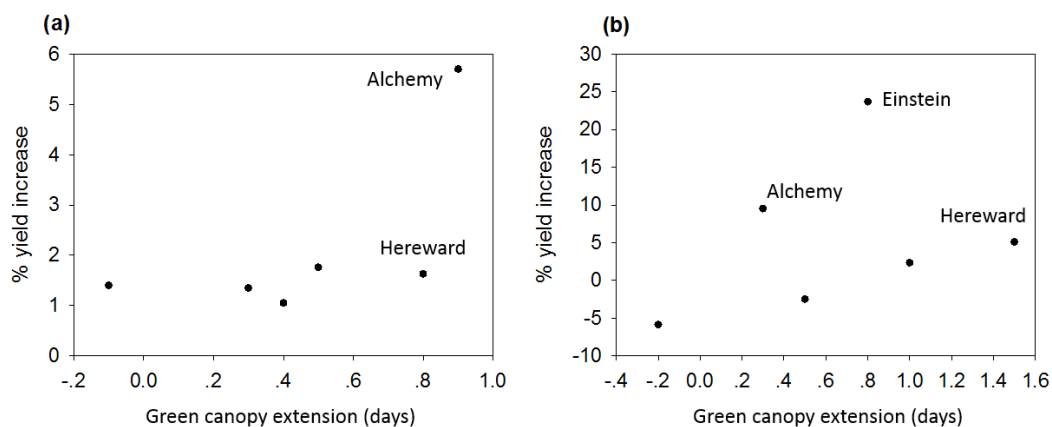 (a)
6
5
4
3
2
1
0
% yield increase
Alchemy
Hereward
-.2 0.0 .2 .4 .6 .8 1.0
Green canopy extension (days)
(b)
30
25
20
15
10
5
0
-5
-10
% yield increase
Einstein
Alchemy
Hereward
-.4 -.2 0.0 .2 .4 .6 .8 1.0 1.2 1.4 1.6
Green canopy extension (days)